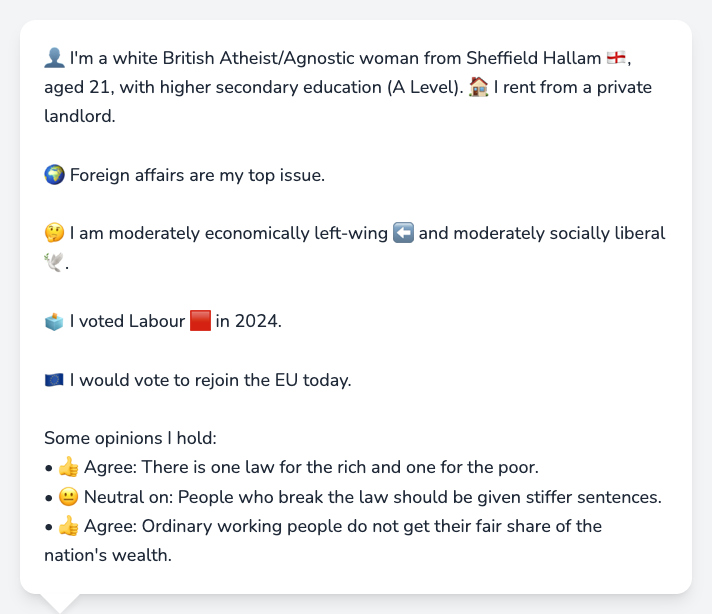 👤 I'm a white British Atheist/Agnostic woman from Sheffield Hallam 🏴󠁧󠁢󠁥󠁮󠁧󠁿,
aged 21, with higher secondary education (A Level). 🏠 I rent from a private
landlord.
🌍 Foreign affairs are my top issue.
🤔 I am moderately economically left-wing ⬅️ and moderately socially liberal
🕊️.
🗳️ I voted Labour 🟥 in 2024.
🇪🇺 I would vote to rejoin the EU today.
Some opinions I hold:
• 👍 Agree: There is one law for the rich and one for the poor.
• 😐 Neutral on: People who break the law should be given stiffer sentences.
• 👍 Agree: Ordinary working people do not get their fair share of the
nation's wealth.